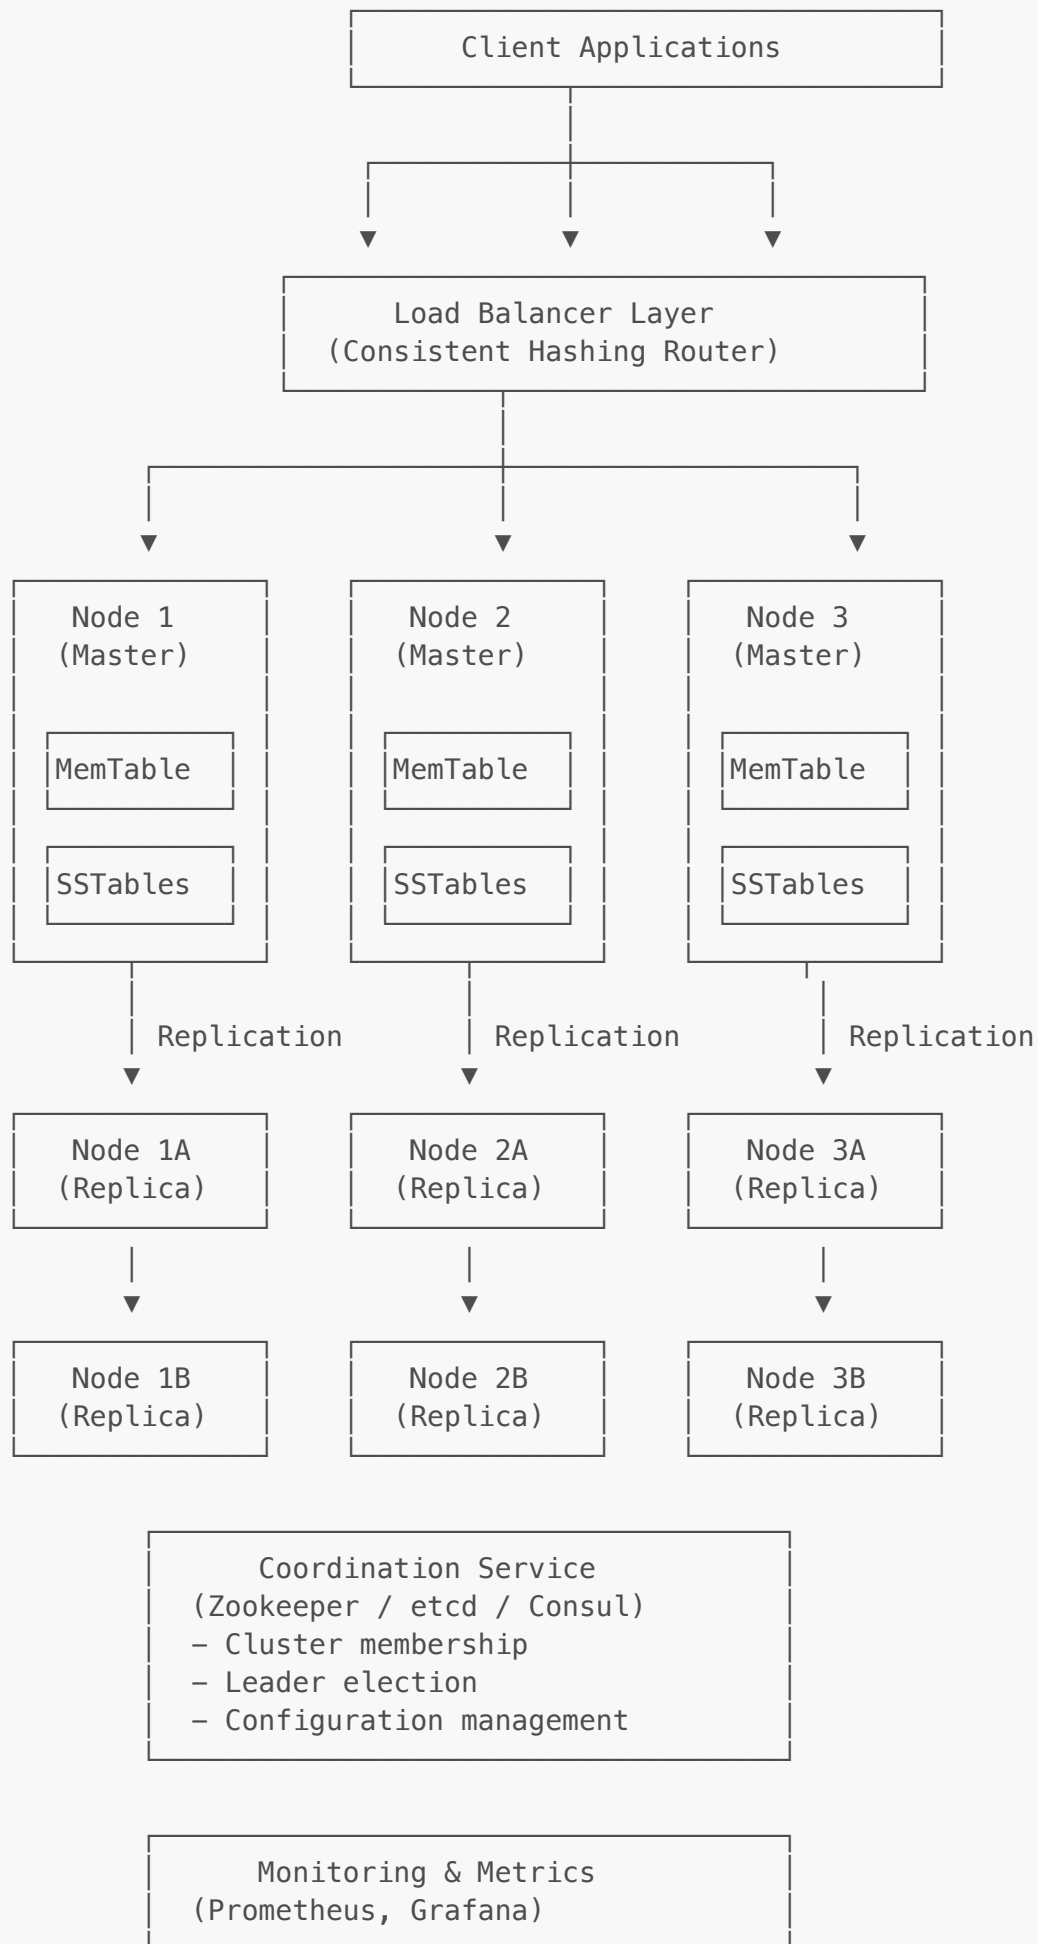 Client Applications
Load Balancer Layer
(Consistent Hashing Router)
Node 1 Node 2 Node 3
(Master) (Master) (Master)
MemTable MemTable MemTable
SSTables SSTables SSTables
Replication Replication Replication
Node 1A Node 2A Node 3A
(Replica) (Replica) (Replica)
Node 1B Node 2B Node 3B
(Replica) (Replica) (Replica)
Coordination Service
(Zookeeper / etcd / Consul)
- Cluster membership
- Leader election
- Configuration management
Monitoring & Metrics
(Prometheus, Grafana)